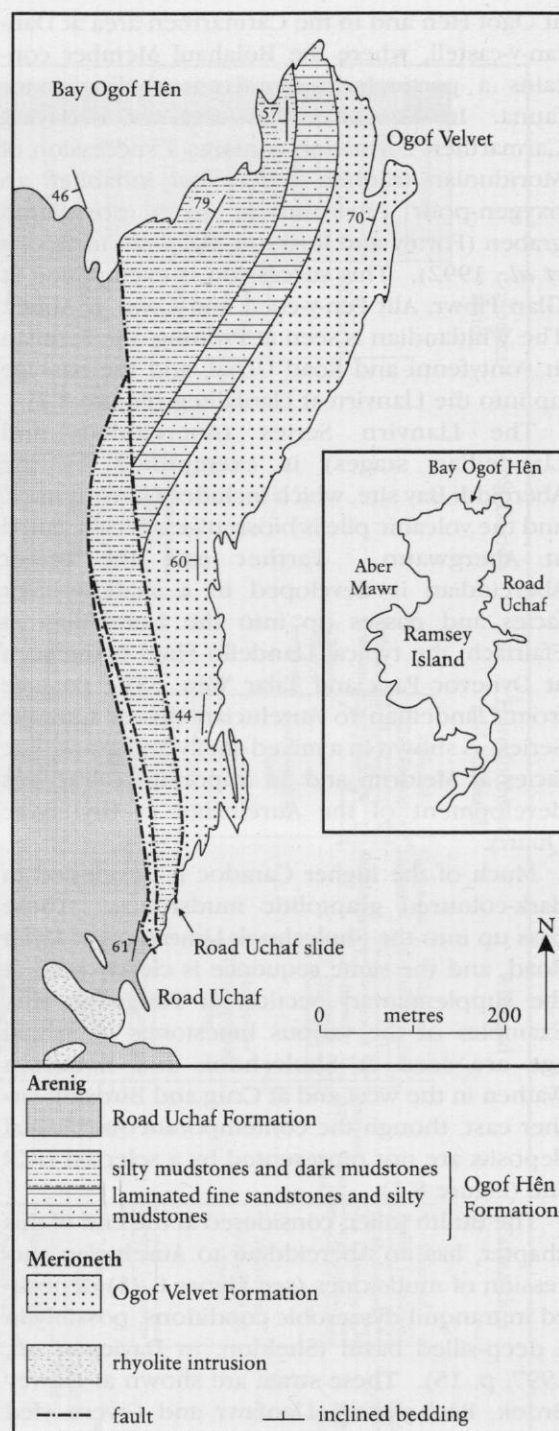 Bay Ogof Hên
57
Ogof Velvet
46
79
70
60
44
61
Road Uchaf slide
Road Uchaf
Bay Ogof Hên
Aber
Mawr
Road
Uchaf
Ramsey
Island
N
0 metres 200
Arenig
Road Uchaf Formation
silty mudstones and dark mudstones
laminated fine sandstones and silty
mudstones
Ogof Hên
Formation
Merioneth
Ogof Velvet Formation
rhyolite intrusion
fault
inclined bedding